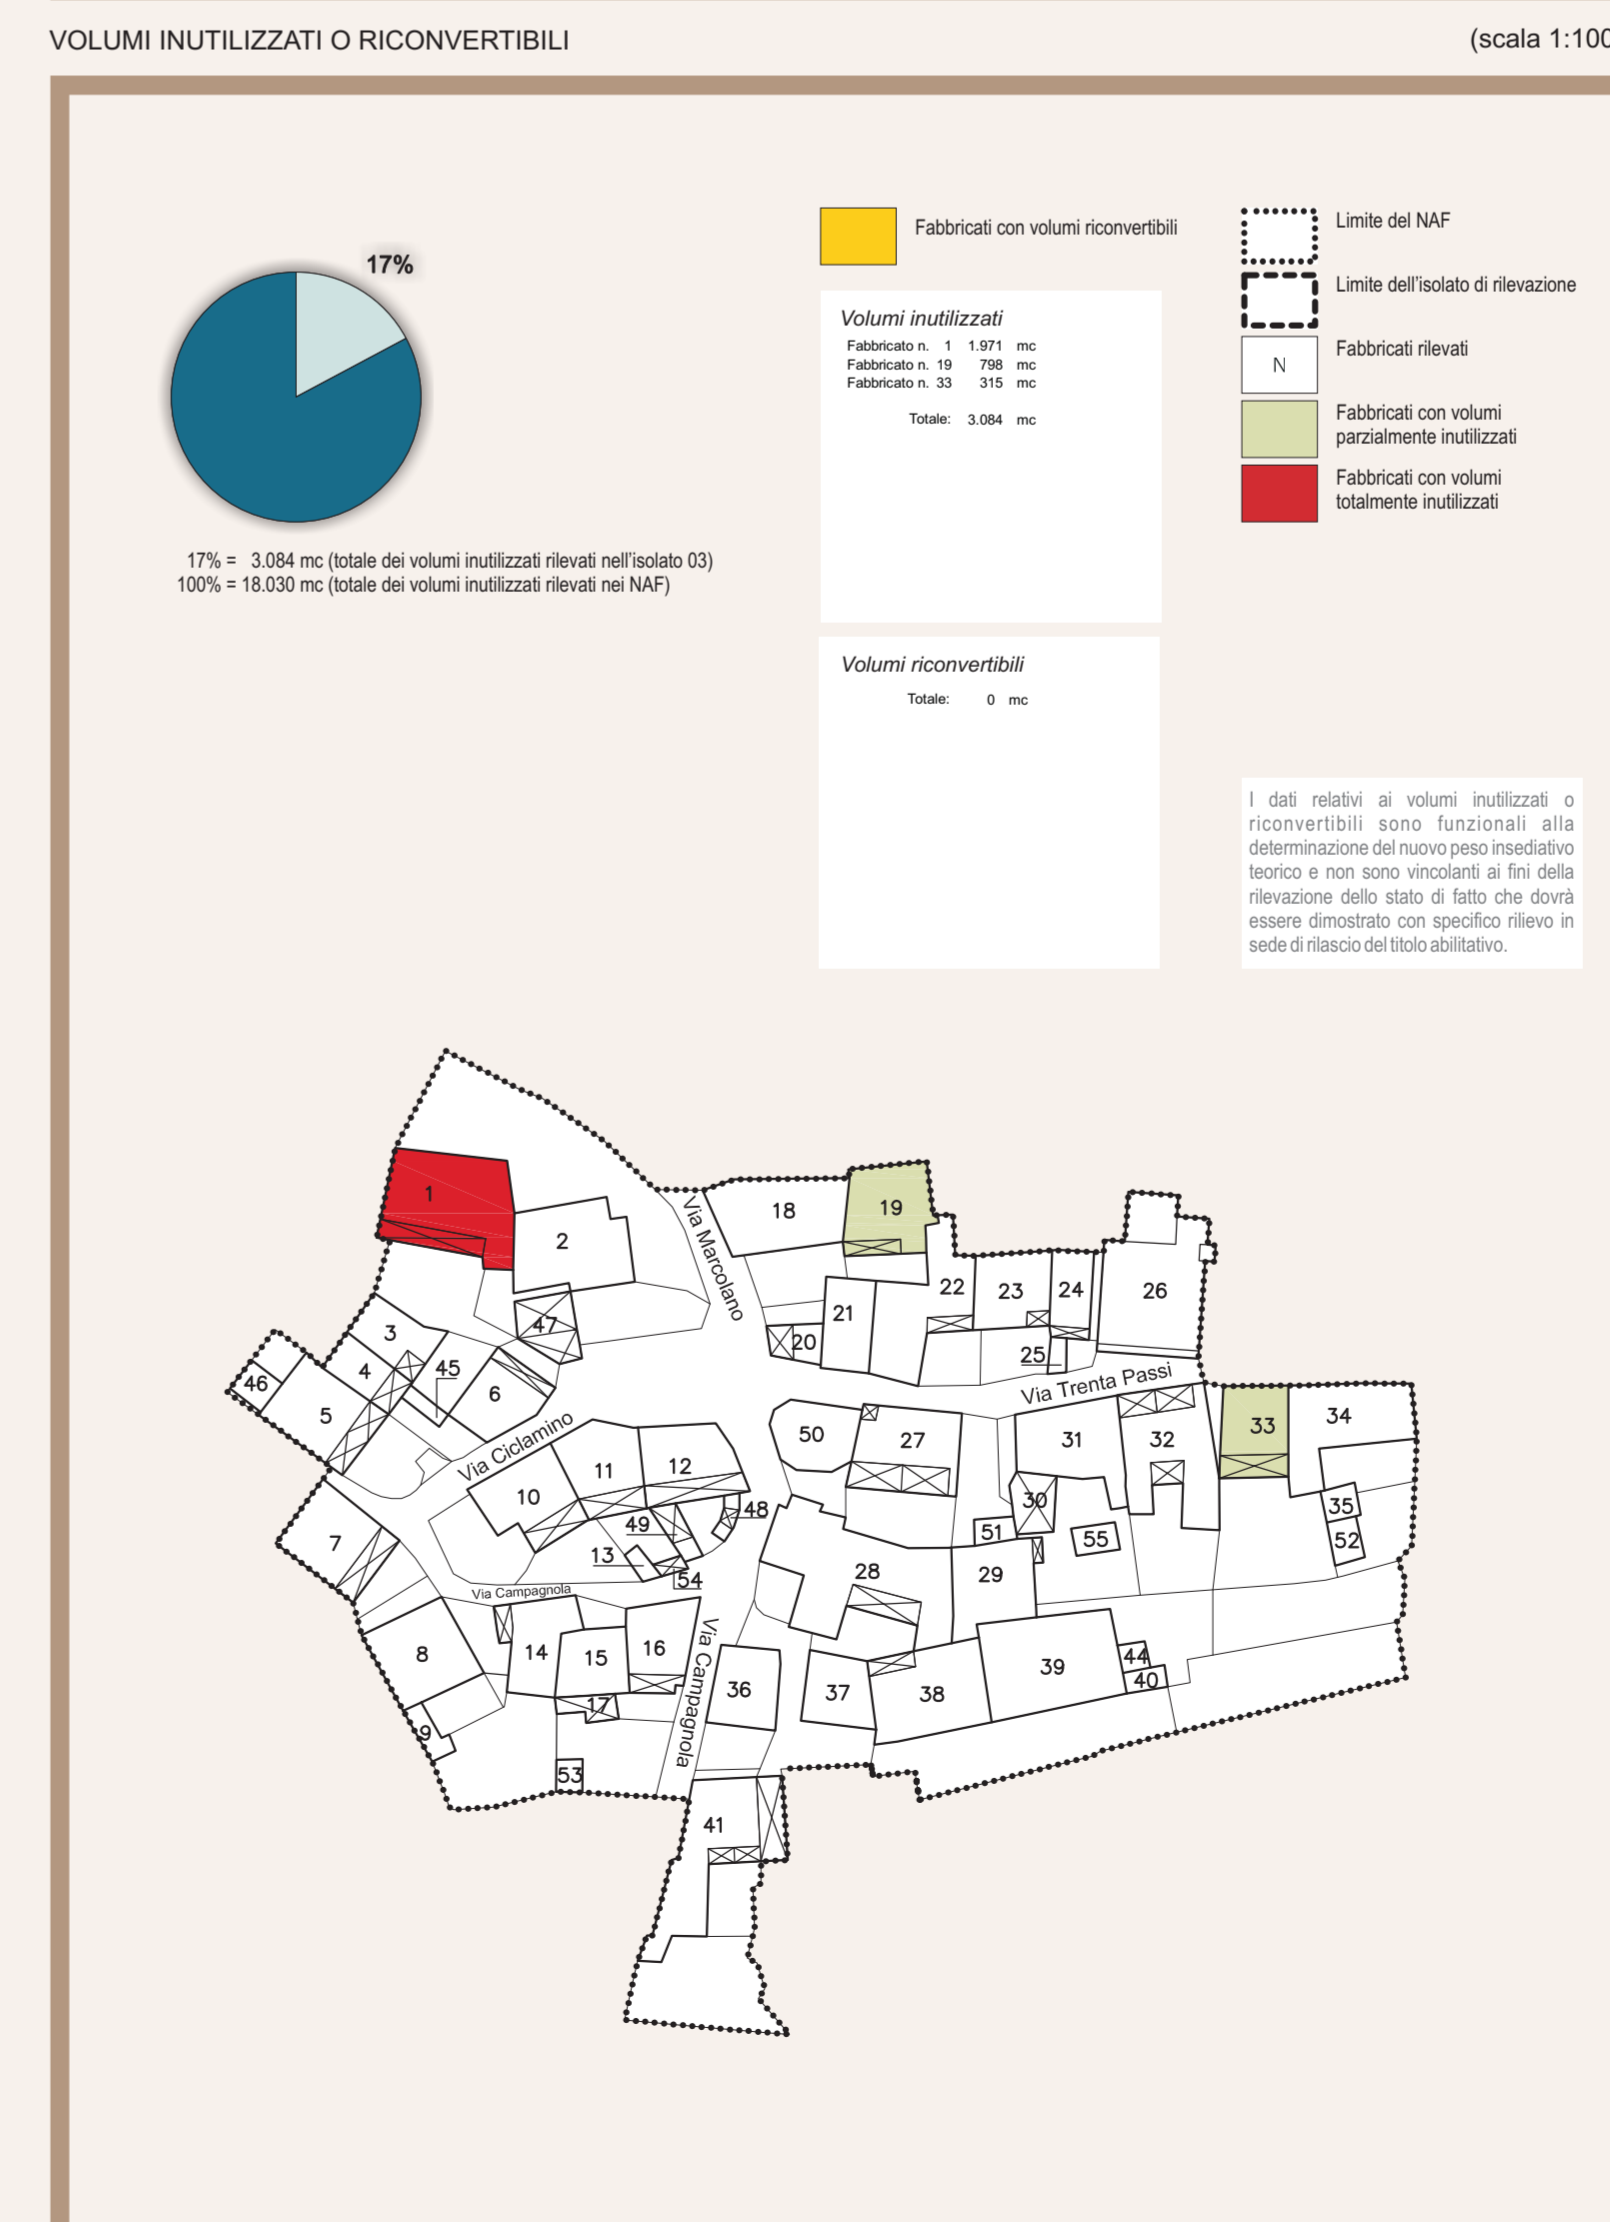 VOLUMI INUTILIZZATI O RICONVERTIBILI
(scala 1:100
17%
17% = 3.084 mc (totale dei volumi inutilizzati rilevati nell'isolato 03)
100% = 18.030 mc (totale dei volumi inutilizzati rilevati nei NAF)
Fabbricati con volumi riconvertibili
Volumi inutilizzati
Fabbricato n. 1 1.971 mc
Fabbricato n. 19 798 mc
Fabbricato n. 33 315 mc
Totale: 3.084 mc
Volumi riconvertibili
Totale: 0 mc
Limite del NAF
Limite dell'isolato di rilevazione
N
Fabbricati rilevati
Fabbricati con volumi
parzialmente inutilizzati
Fabbricati con volumi
totalmente inutilizzati
I dati relativi ai volumi inutilizzati o
riconvertibili sono funzionali alla
determinazione del nuovo peso insediativo
teorico e non sono vincolanti ai fini della
rilevazione dello stato di fatto che dovrà
essere dimostrato con specifico rilievo in
sede di rilascio del titolo abilitativo.
1
2
18
19
Via Marcolano
22
23
24
26
21
20
25
47
3
4
45
46
5
6
Via Trenta Passi
Via Ciclamino
50
27
31
32
33
34
11
12
10
48
49
30
35
51
55
52
7
13
54
28
29
Via Campagnola
8
14
15
16
Via Campagnola
36
37
38
39
44
40
17
9
53
41